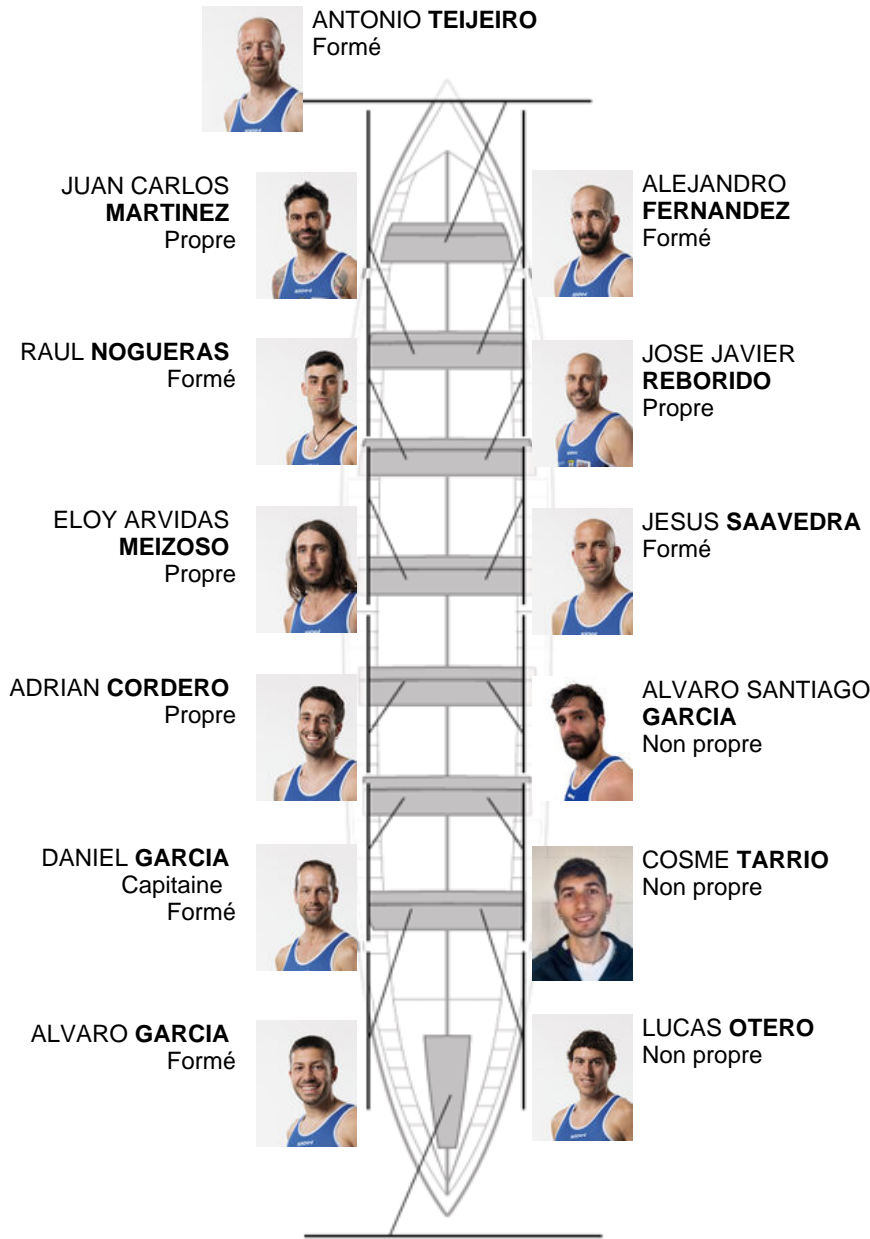 ANTONIO TEIJEIRO
Formé
JUAN CARLOS
MARTINEZ
Propre
ALEJANDRO
FERNANDEZ
Formé
RAUL NOGUERAS
Formé
JOSE JAVIER
REBORIDO
Propre
ELOY ARVIDAS
MEIZOSO
Propre
JESUS SAAVEDRA
Formé
ADRIAN CORDERO
Propre
ALVARO SANTIAGO
GARCIA
Non propre
DANIEL GARCIA
Capitaine
Formé
COSME TARRIO
Non propre
ALVARO GARCIA
Formé
LUCAS OTERO
Non propre